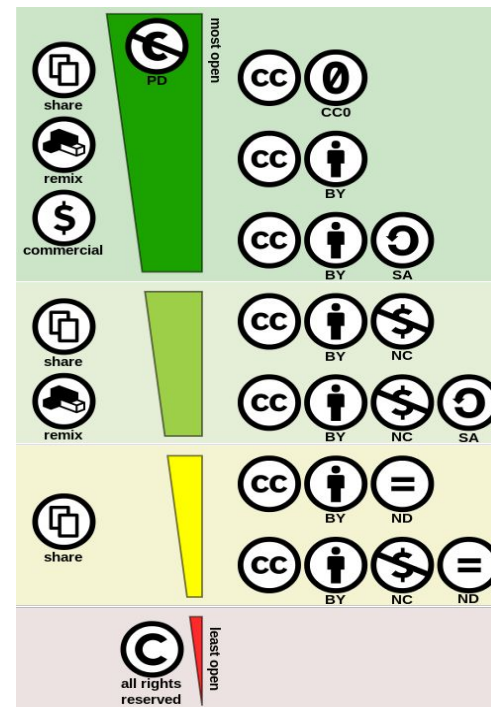 PD
most open
share
CC 0
CC0
remix
CC
BY
$
commercial
CC
BY SA
share
CC $
BY NC
remix
CC $
BY NC SA
CC =
BY ND
share
CC $ =
BY NC ND
C
all rights
reserved
least open